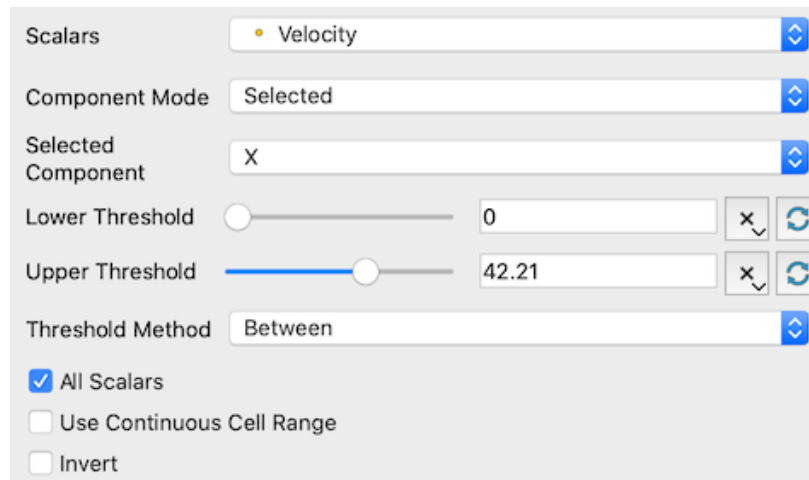 Scalars Velocity
Component Mode Selected
Selected
Component X
Lower Threshold 0
Upper Threshold 42.21
Threshold Method Between
All Scalars
Use Continuous Cell Range
Invert